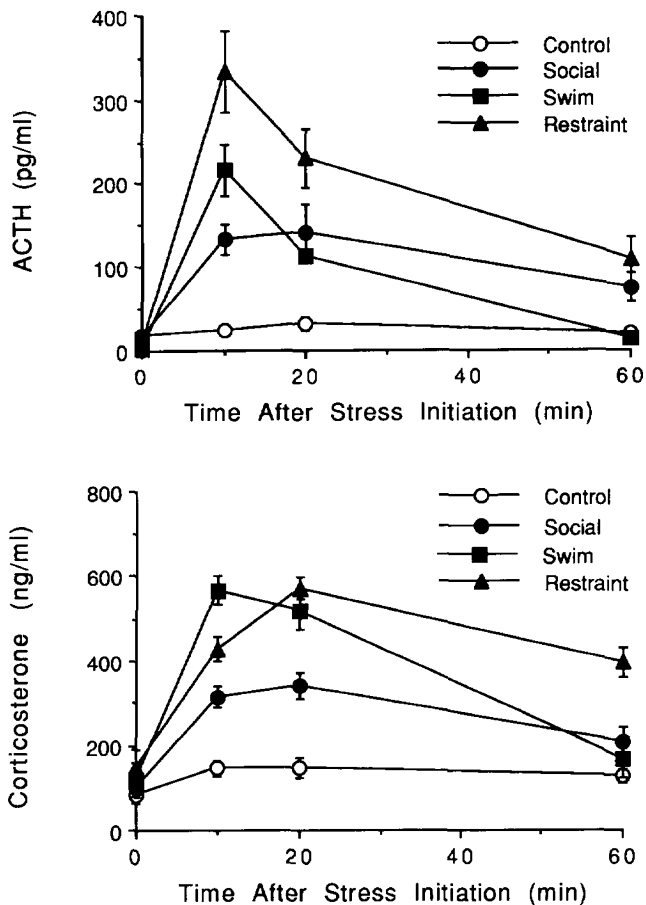 400
300
200
100
0
ACTH (pg/ml)
Control
Social
Swim
Restraint
0 20 40 60
Time After Stress Initiation (min)
800
600
400
200
0
Corticosterone (ng/ml)
Control
Social
Swim
Restraint
0 20 40 60
Time After Stress Initiation (min)